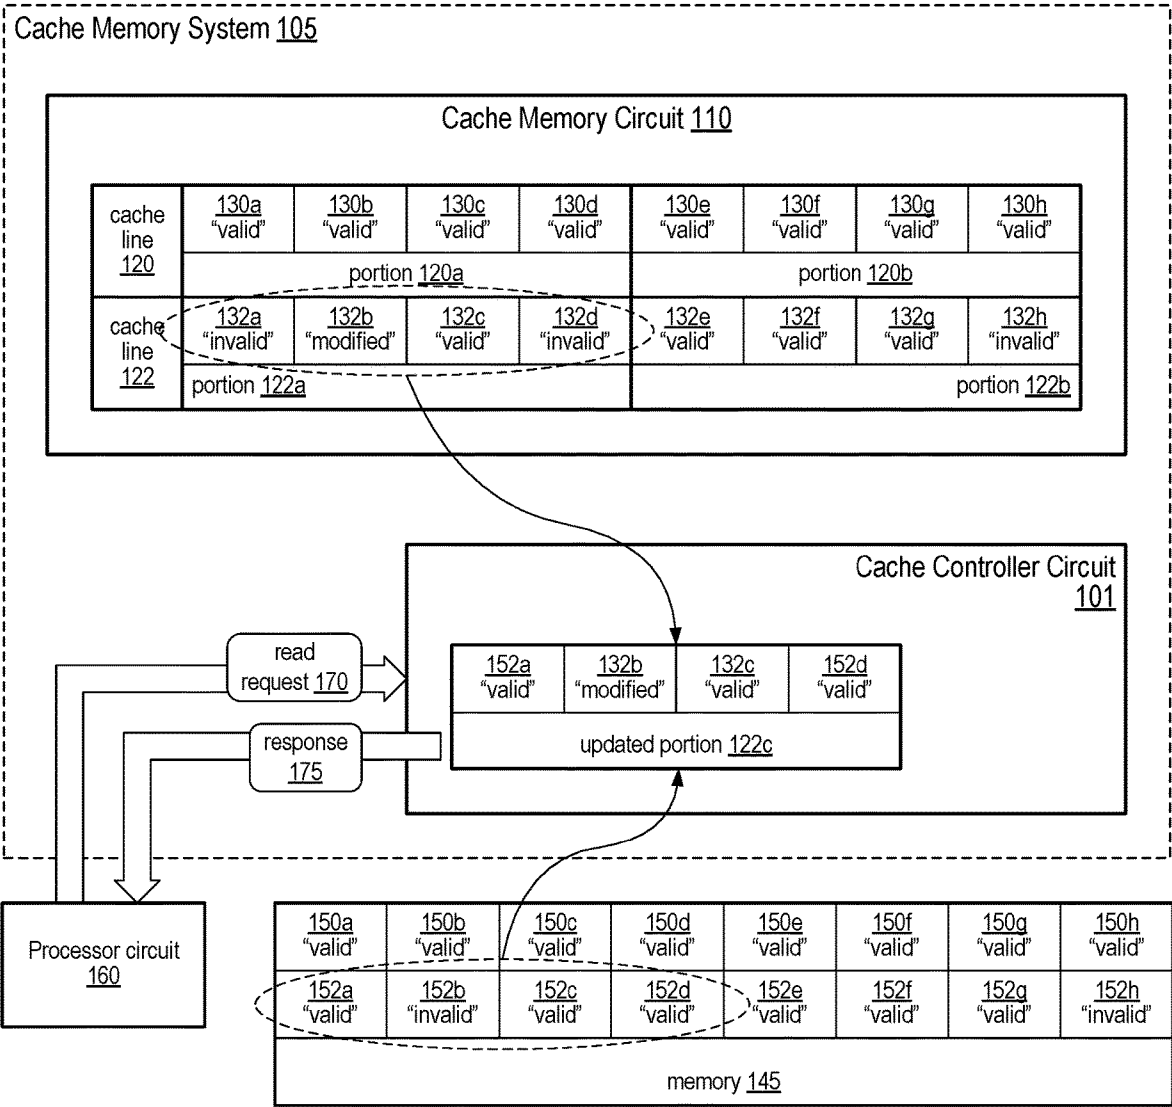 Cache Memory System 105
Cache Memory Circuit 110
cache line 120
130a 130b 130c 130d 130e 130f 130g 130h
“valid” “valid” “valid” “valid” “valid” “valid” “valid” “valid”
portion 120a portion 120b
cache line 122
132a 132b 132c 132d 132e 132f 132g 132h
“invalid” “modified” “valid” “invalid” “valid” “valid” “valid” “invalid”
portion 122a portion 122b
Cache Controller Circuit
101
read
request 170
152a 132b 132c 152d
“valid” “modified” “valid” “valid”
response
175
updated portion 122c
Processor circuit
160
150a 150b 150c 150d 150e 150f 150g 150h
“valid” “valid” “valid” “valid” “valid” “valid” “valid” “valid”
152a 152b 152c 152d 152e 152f 152g 152h
“valid” “invalid” “valid” “valid” “valid” “valid” “valid” “invalid”
memory 145